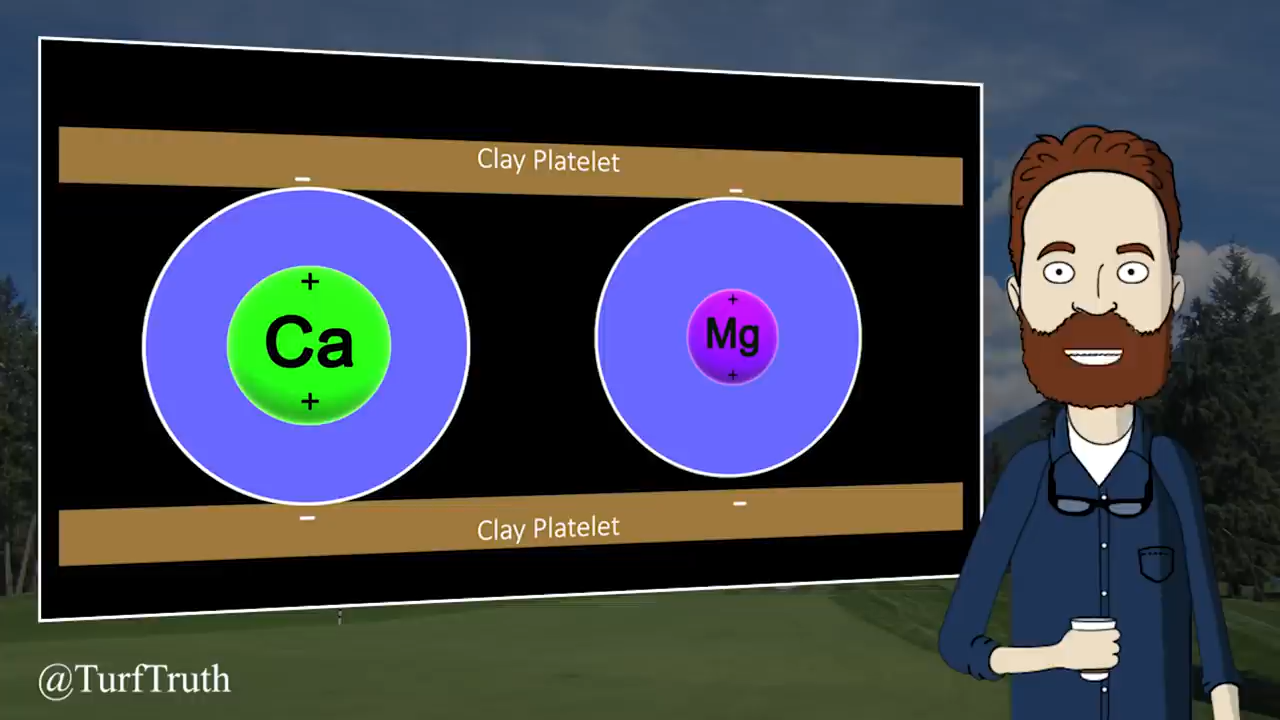 Clay Platelet
−
−
+
Ca
+
+
Mg
+
−
−
Clay Platelet
@TurfTruth